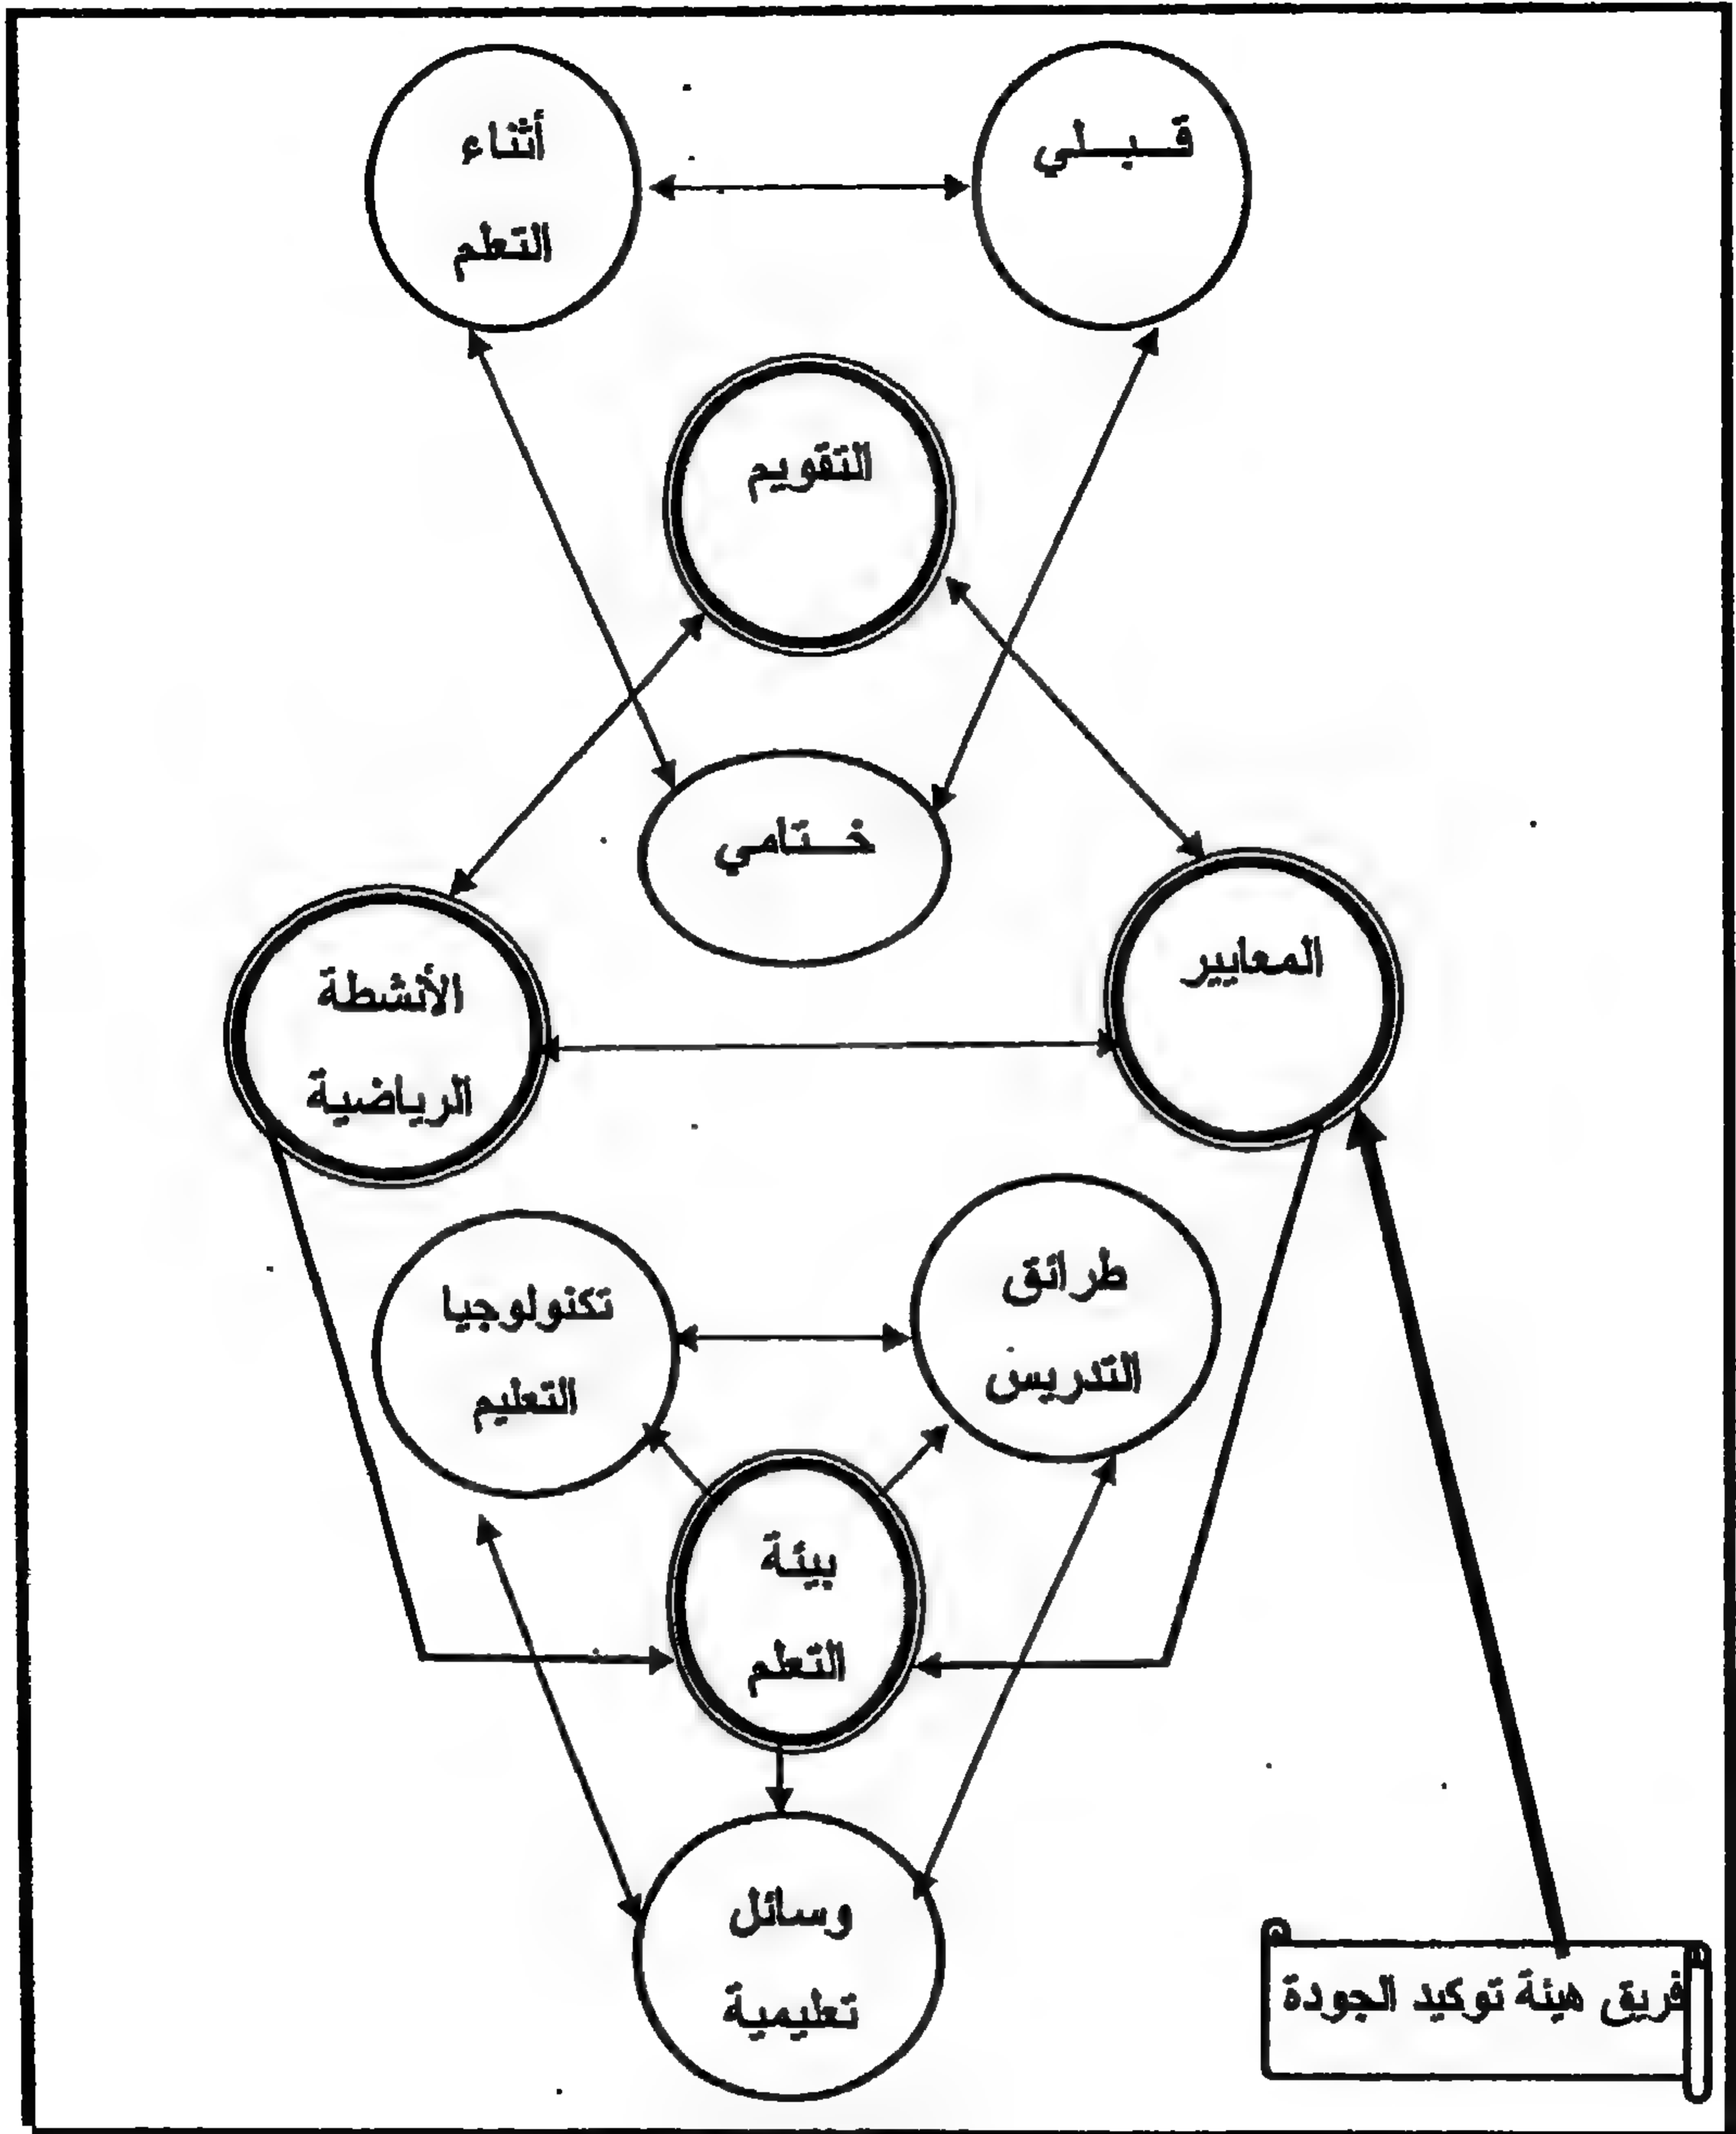 قبلي
أثناء
التعلم
التقويم
ختامي
المعايير
الأنشطة
الرياضية
طرائق
التدريس
تكنولوجيا
التعليم
بيئة
التعلم
وسائل
تعليمية
فريق هيئة توكيد الجودة